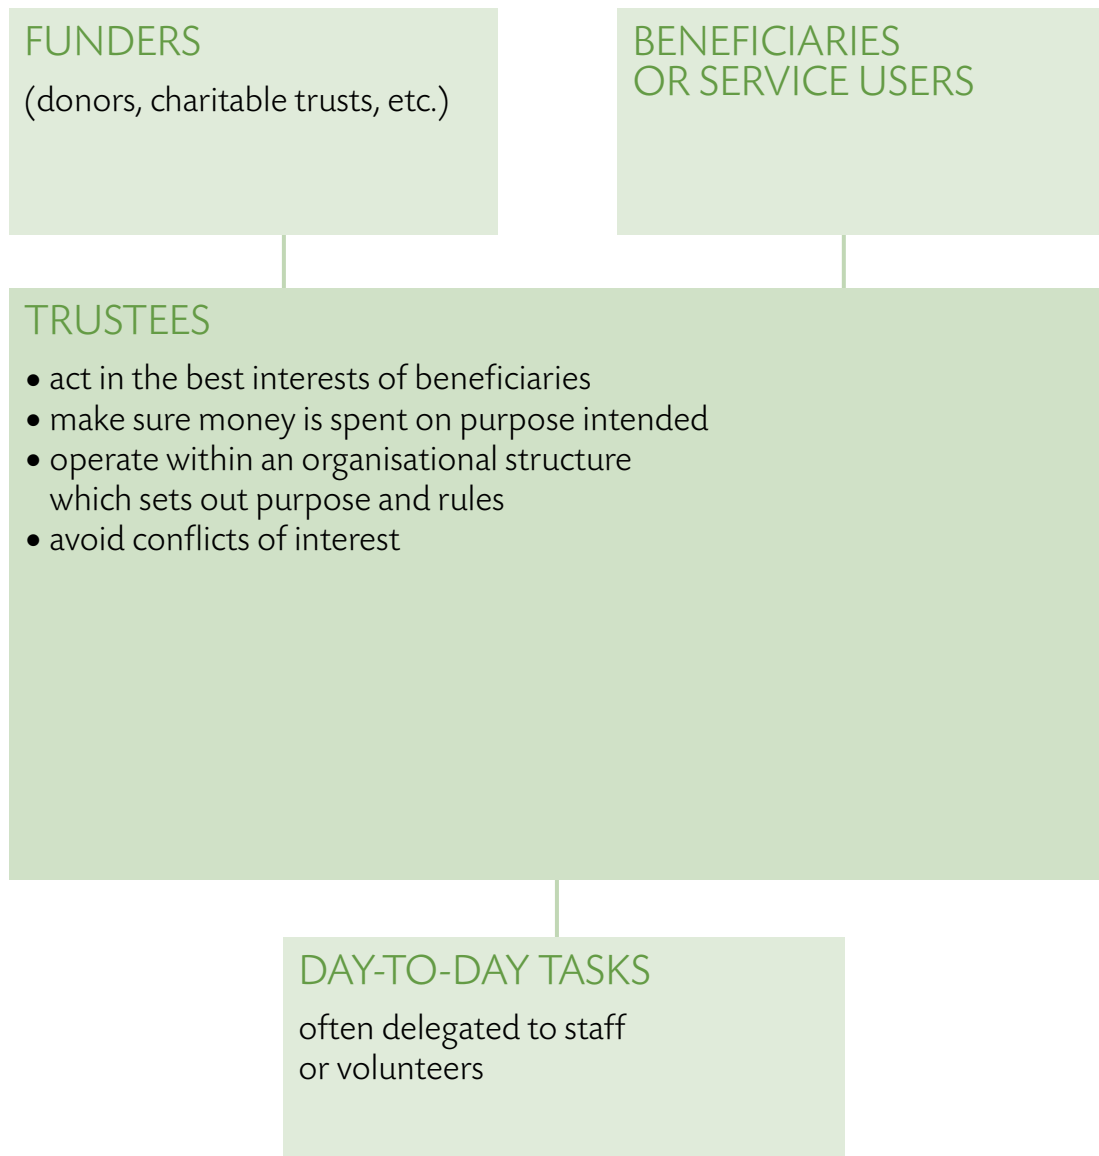 FUNDERS
(donors, charitable trusts, etc.)
BENEFICIARIES
OR SERVICE USERS
TRUSTEES
• act in the best interests of beneficiaries
• make sure money is spent on purpose intended
• operate within an organisational structure
which sets out purpose and rules
• avoid conflicts of interest
DAY-TO-DAY TASKS
often delegated to staff
or volunteers